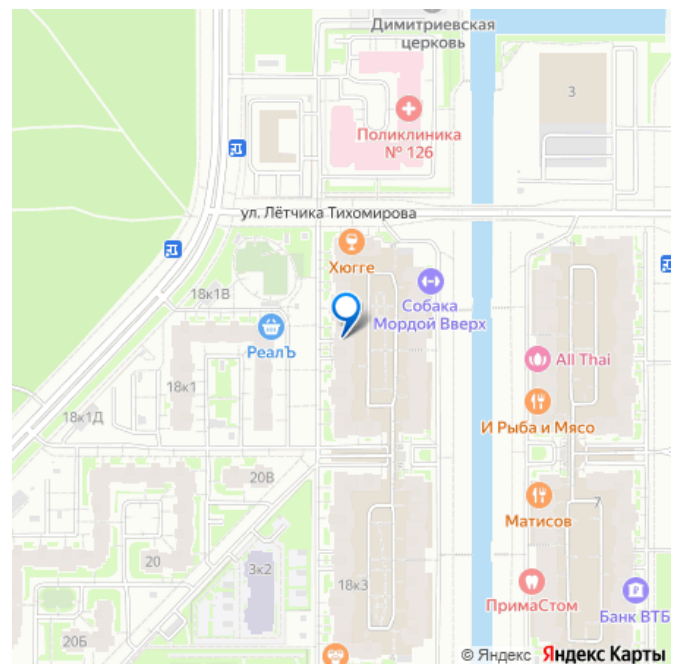 Димитриевская
церковь
3
Поликлиника
№ 126
ул. Лётчика Тихомирова
Хюгге
18к1В
Собака
Мордой Вверх
РеалЪ
All Thai
18к1
И Рыба и Мясо
18к1Д
20В
7
Матисов
20
3к2
18к3
ПримаСтом
Банк ВТБ
20Б
© Яндекс Яндекс Карты